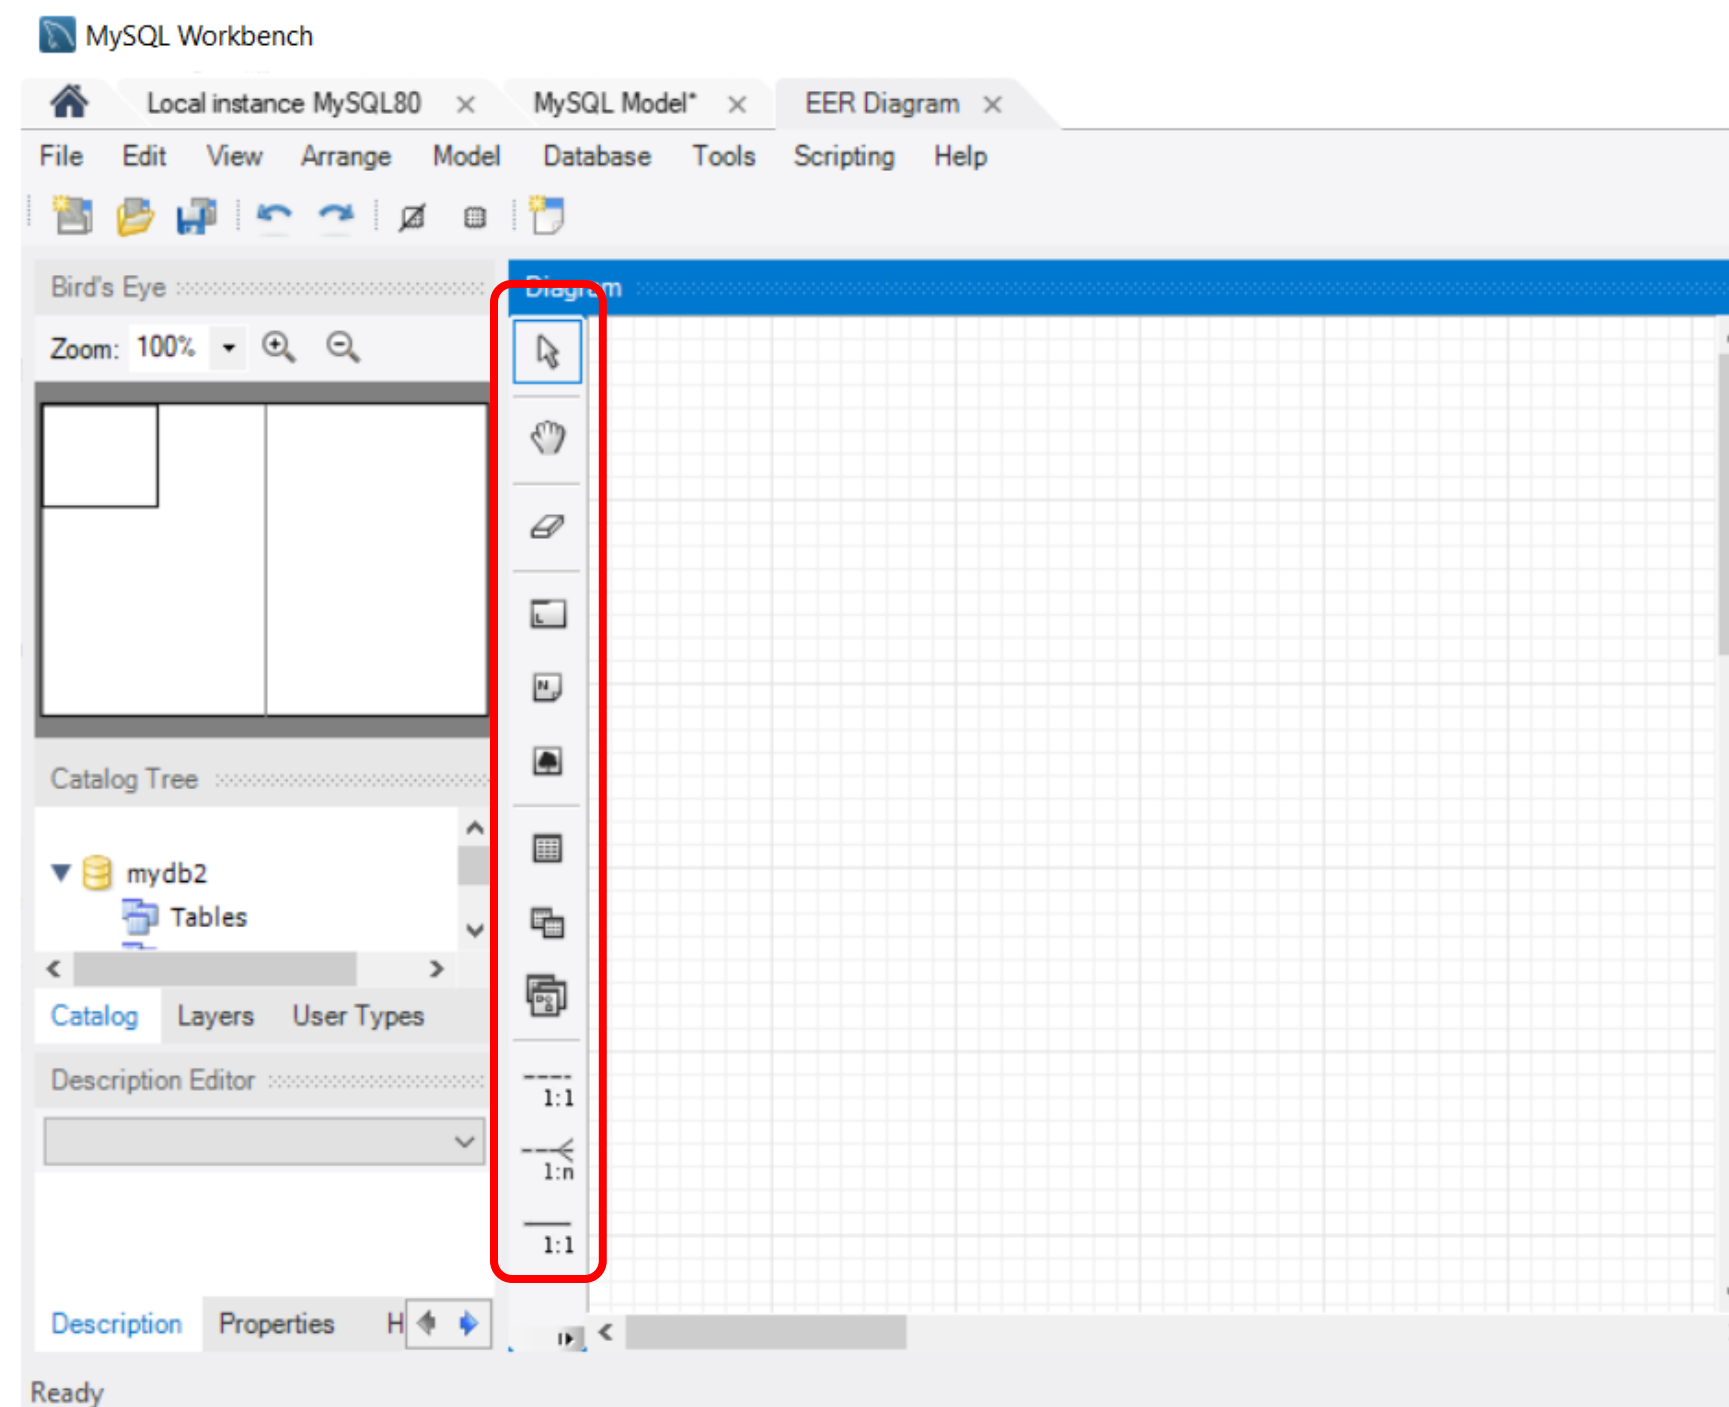 MySQL Workbench
Local instance MySQL80 MySQL Model* EER Diagram
File Edit View Arrange Model Database Tools Scripting Help
Bird's Eye
Diagram
Zoom: 100%
L
N
Catalog Tree
mydb2
Tables
Catalog Layers User Types
Description Editor
1:1
1:n
1:1
Description Properties H
Ready